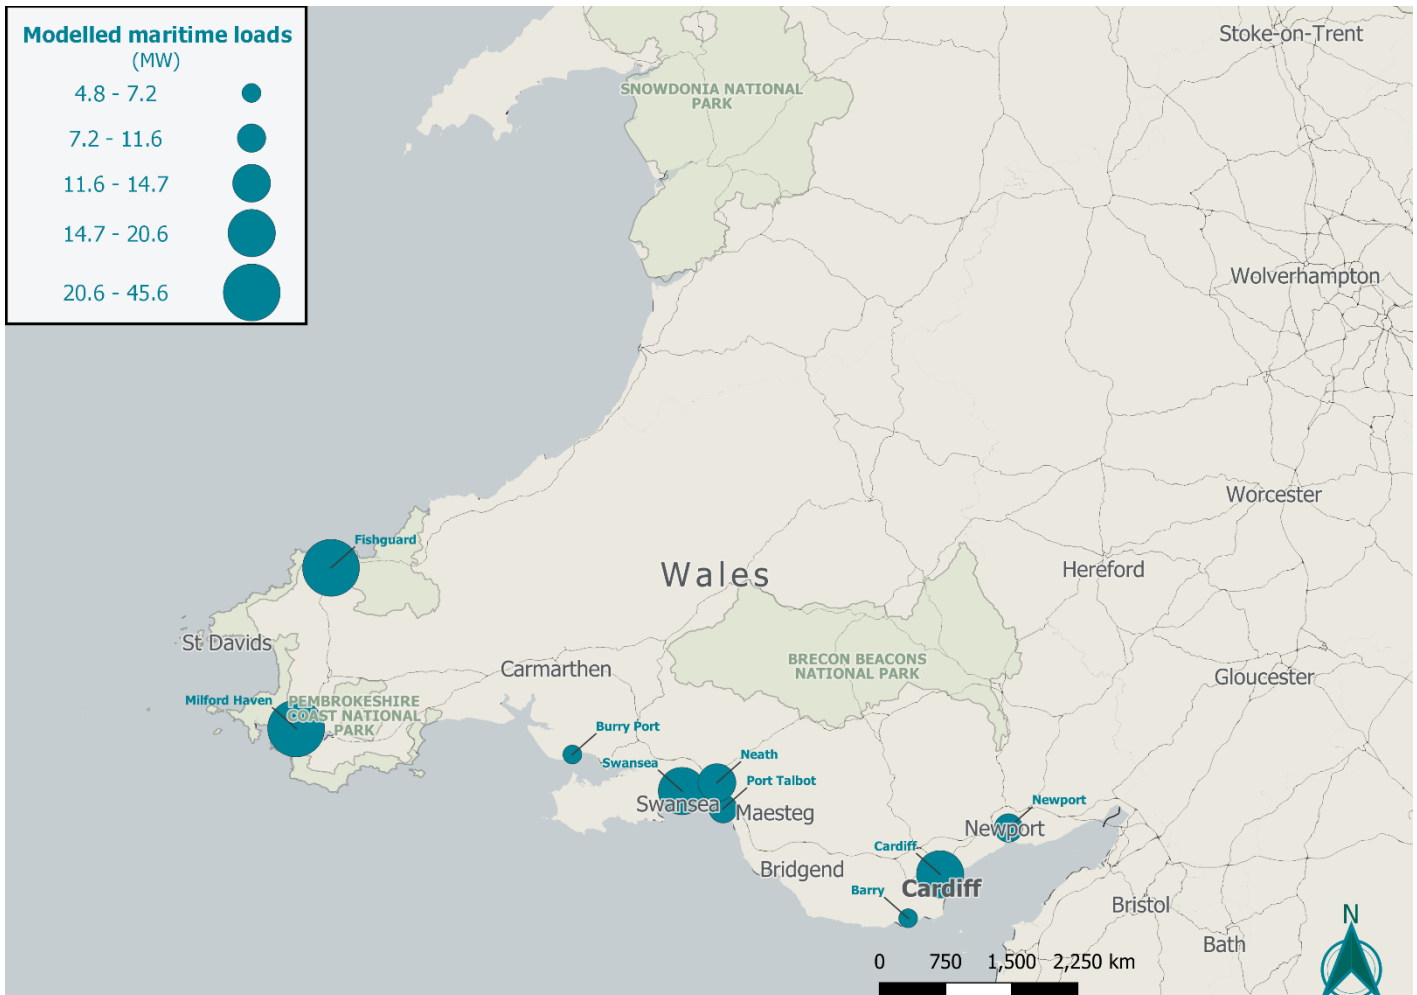 Modelled maritime loads
(MW)
4.8 - 7.2
7.2 - 11.6
11.6 - 14.7
14.7 - 20.6
20.6 - 45.6
Stoke-on-Trent
SNOWDONIA NATIONAL
PARK
Wolverhampton
Worcester
Fishguard
Wales
Hereford
St Davids
Carmarthen
BRECON BEACONS
NATIONAL PARK
Gloucester
Milford Haven
PEMBROKESHIRE
COAST NATIONAL
PARK
Burry Port
Swansea
Neath
Port Talbot
Swansea
Maesteg
Newport
Newport
Cardiff
Bridgend
Cardiff
Barry
Bristol
Bath
N
0 750 1,500 2,250 km